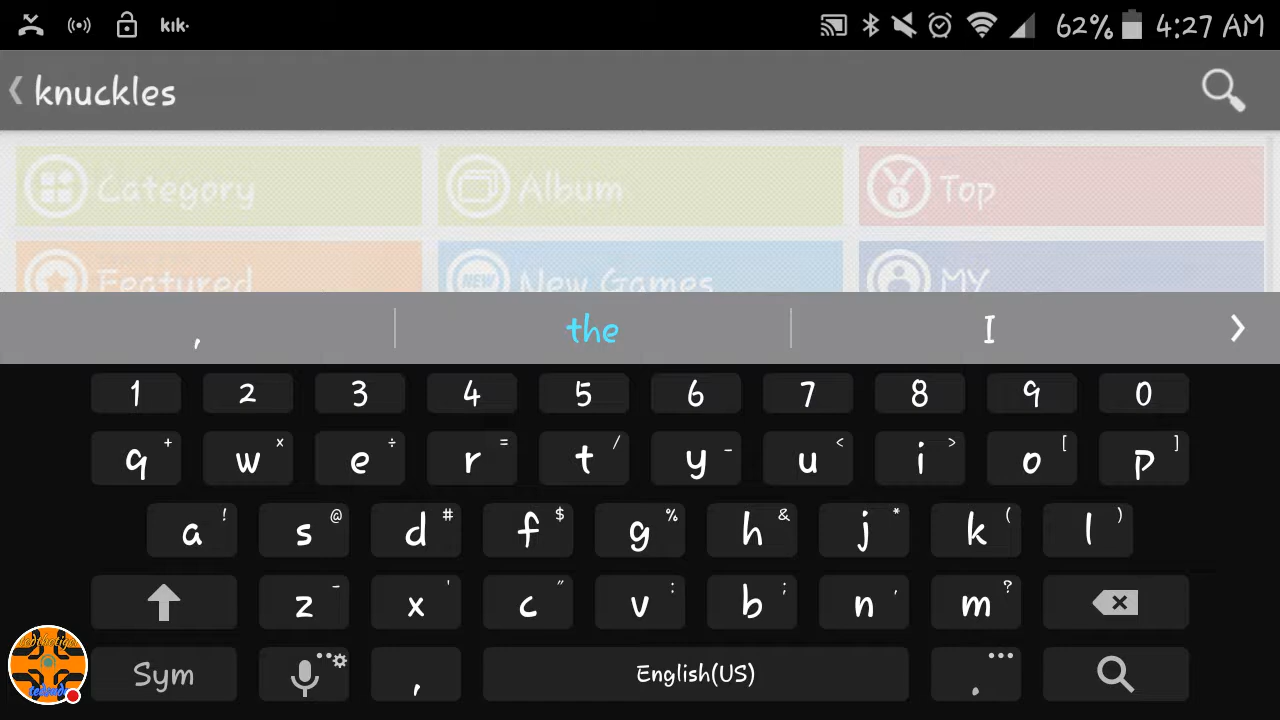 kik·
62% 4:27 AM
knuckles
Category Album Top
Featured New Games MY
, the I
1 2 3 4 5 6 7 8 9 0
q + w × e ÷ r = t / y - u < i > o [ p ]
a ! s @ d # f $ g % h & j * k ( l )
z - x ' c " v : b ; n , m ?
Sym , English(US) .